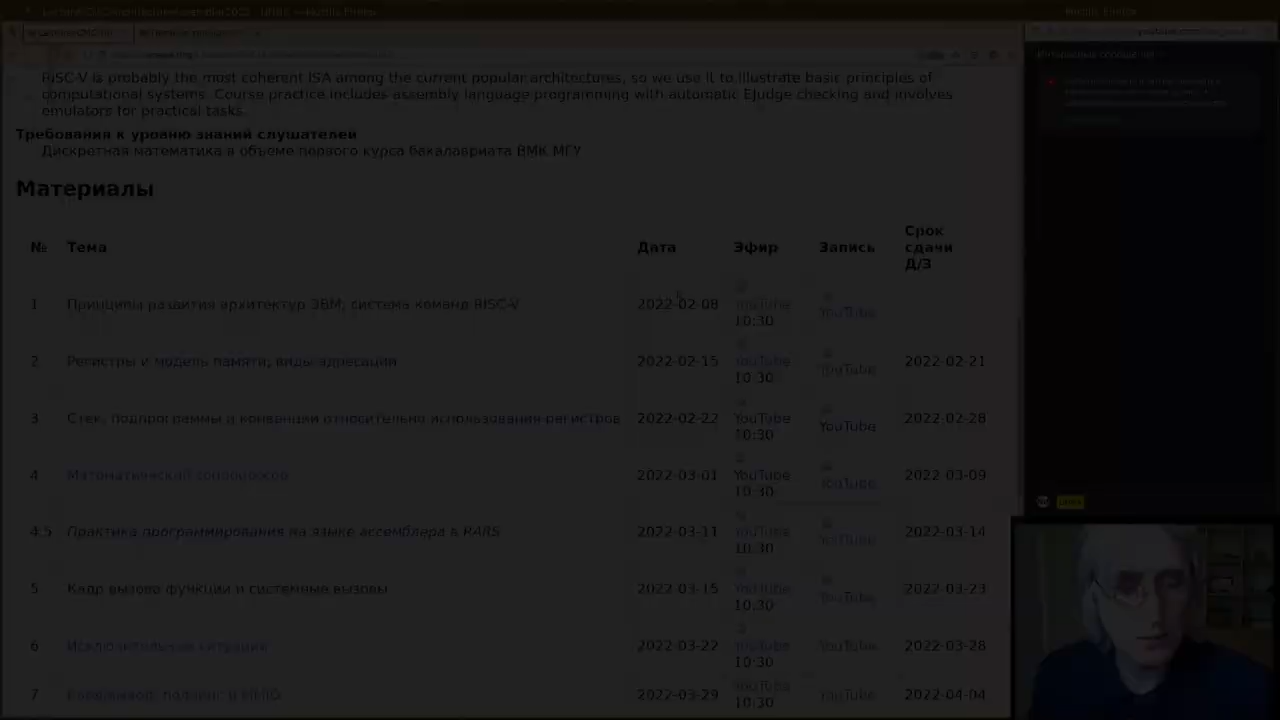 RISC-V is probably the most coherent ISA among the current popular architectures, so we use it to illustrate basic principles of
computational systems. Course practice includes assembly language programming with automatic EJudge checking and involves
emulators for practical tasks.
Требования к уровню знаний слушателей
Дискретная математика в объеме первого курса бакалавриата ВМК МГУ
Материалы
№ Тема Дата Эфир Запись Срок сдачи Д/З
1 Принципы развития архитектур ЭВМ; система команд RISC-V 2022-02-08 YouTube 10:30 YouTube
2 Регистры и модель памяти; виды адресации 2022-02-15 YouTube 10:30 YouTube 2022-02-21
3 Стек, подпрограммы и конвенции относительно использования регистров 2022-02-22 YouTube 10:30 YouTube 2022-02-28
4 Математический сопроцессор 2022-03-01 YouTube 10:30 YouTube 2022-03-09
4.5 Практика программирования на языке ассемблера в RARS 2022-03-11 YouTube 10:30 YouTube 2022-03-14
5 Кадр вызова функции и системные вызовы 2022-03-15 YouTube 10:30 YouTube 2022-03-23
6 Исключительные ситуации 2022-03-22 YouTube 10:30 YouTube 2022-03-28
7 MMIO 2022-03-29 YouTube 10:30 YouTube 2022-04-04